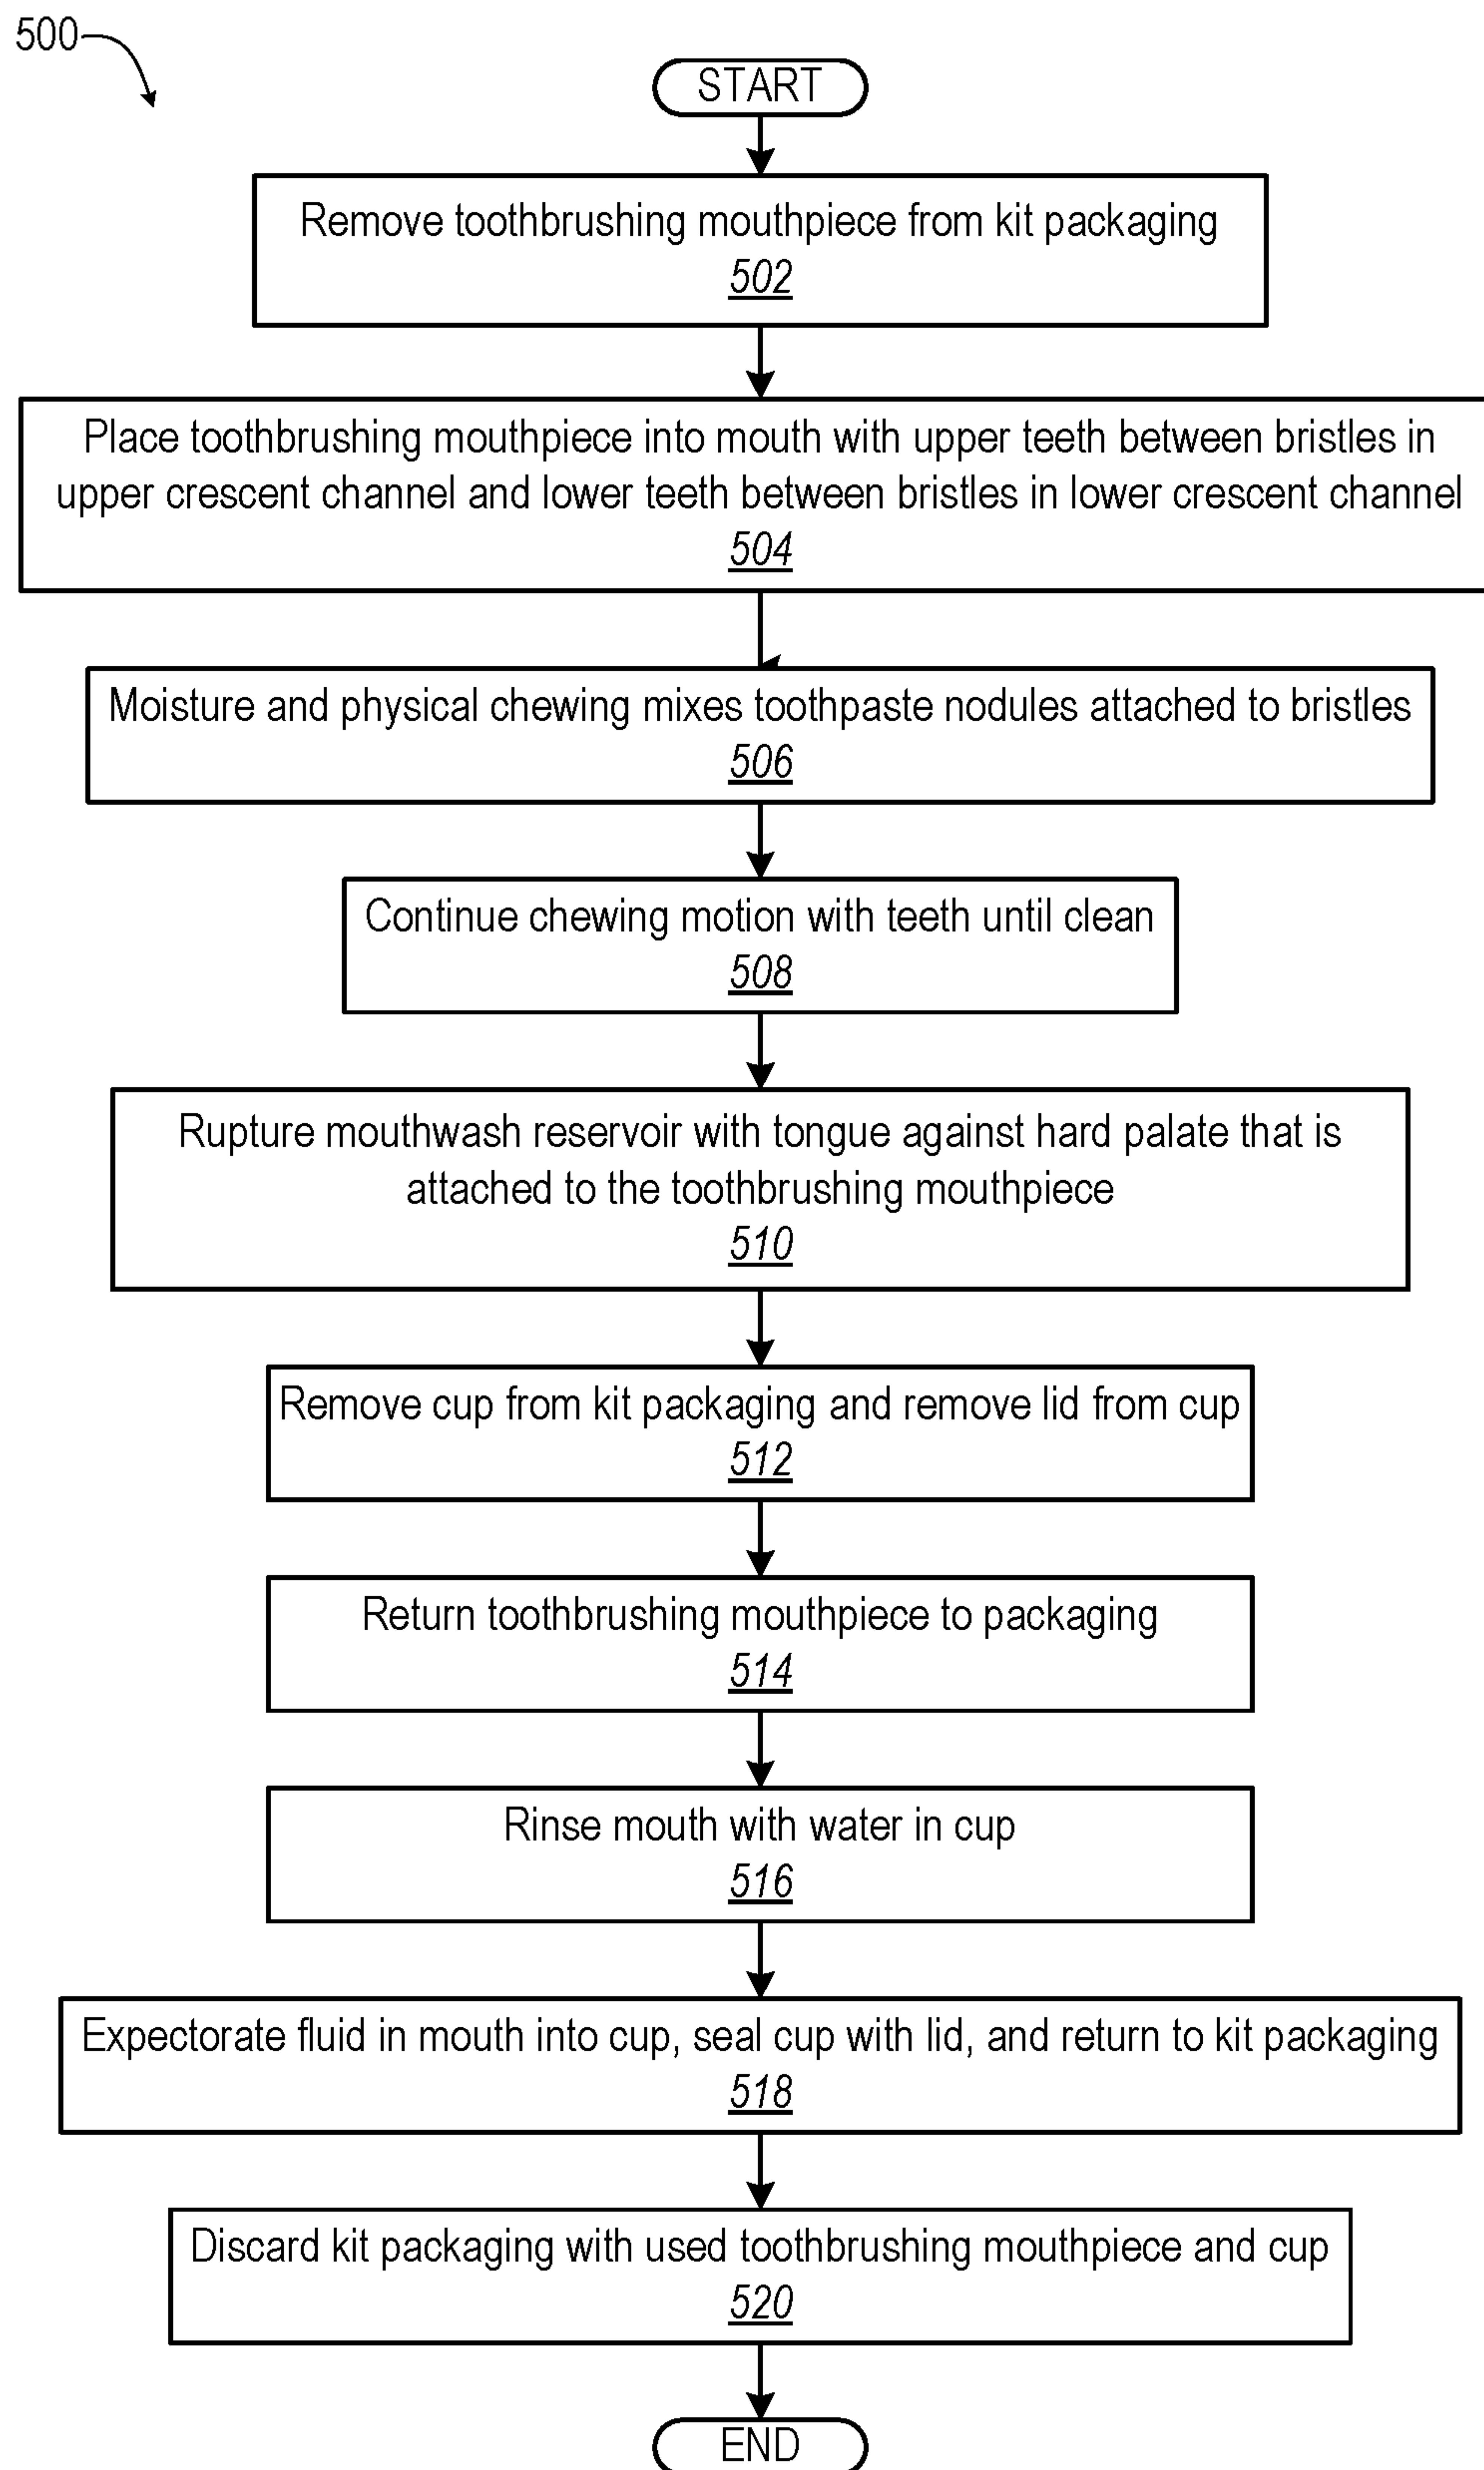 500
START
Remove toothbrushing mouthpiece from kit packaging
502
Place toothbrushing mouthpiece into mouth with upper teeth between bristles in
upper crescent channel and lower teeth between bristles in lower crescent channel
504
Moisture and physical chewing mixes toothpaste nodules attached to bristles
506
Continue chewing motion with teeth until clean
508
Rupture mouthwash reservoir with tongue against hard palate that is
attached to the toothbrushing mouthpiece
510
Remove cup from kit packaging and remove lid from cup
512
Return toothbrushing mouthpiece to packaging
514
Rinse mouth with water in cup
516
Expectorate fluid in mouth into cup, seal cup with lid, and return to kit packaging
518
Discard kit packaging with used toothbrushing mouthpiece and cup
520
END